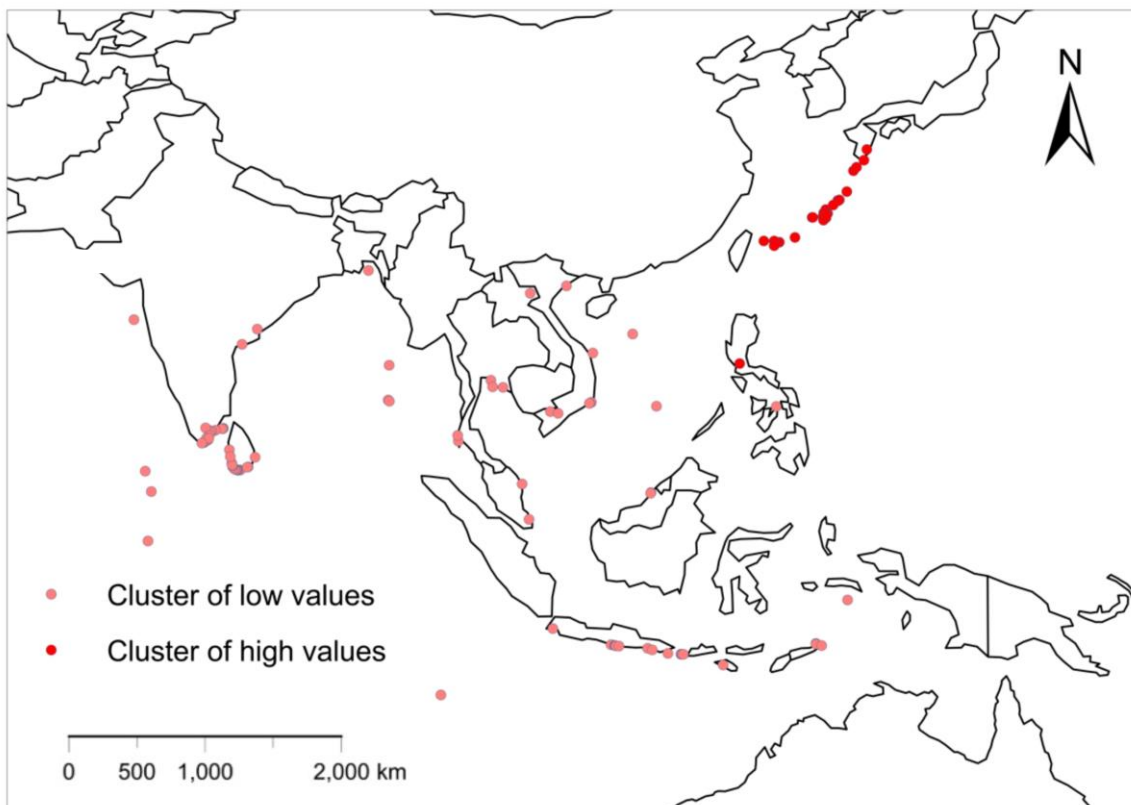 N
Cluster of low values
Cluster of high values
0 500 1,000 2,000 km